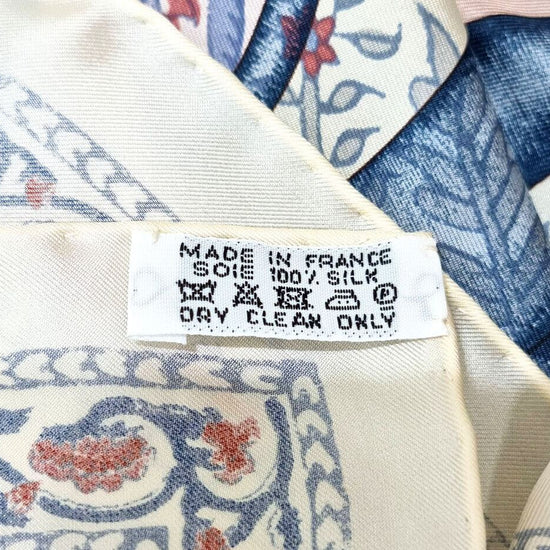 MADE IN FRANCE
SOIE 100% SILK
DRY CLEAN ONLY